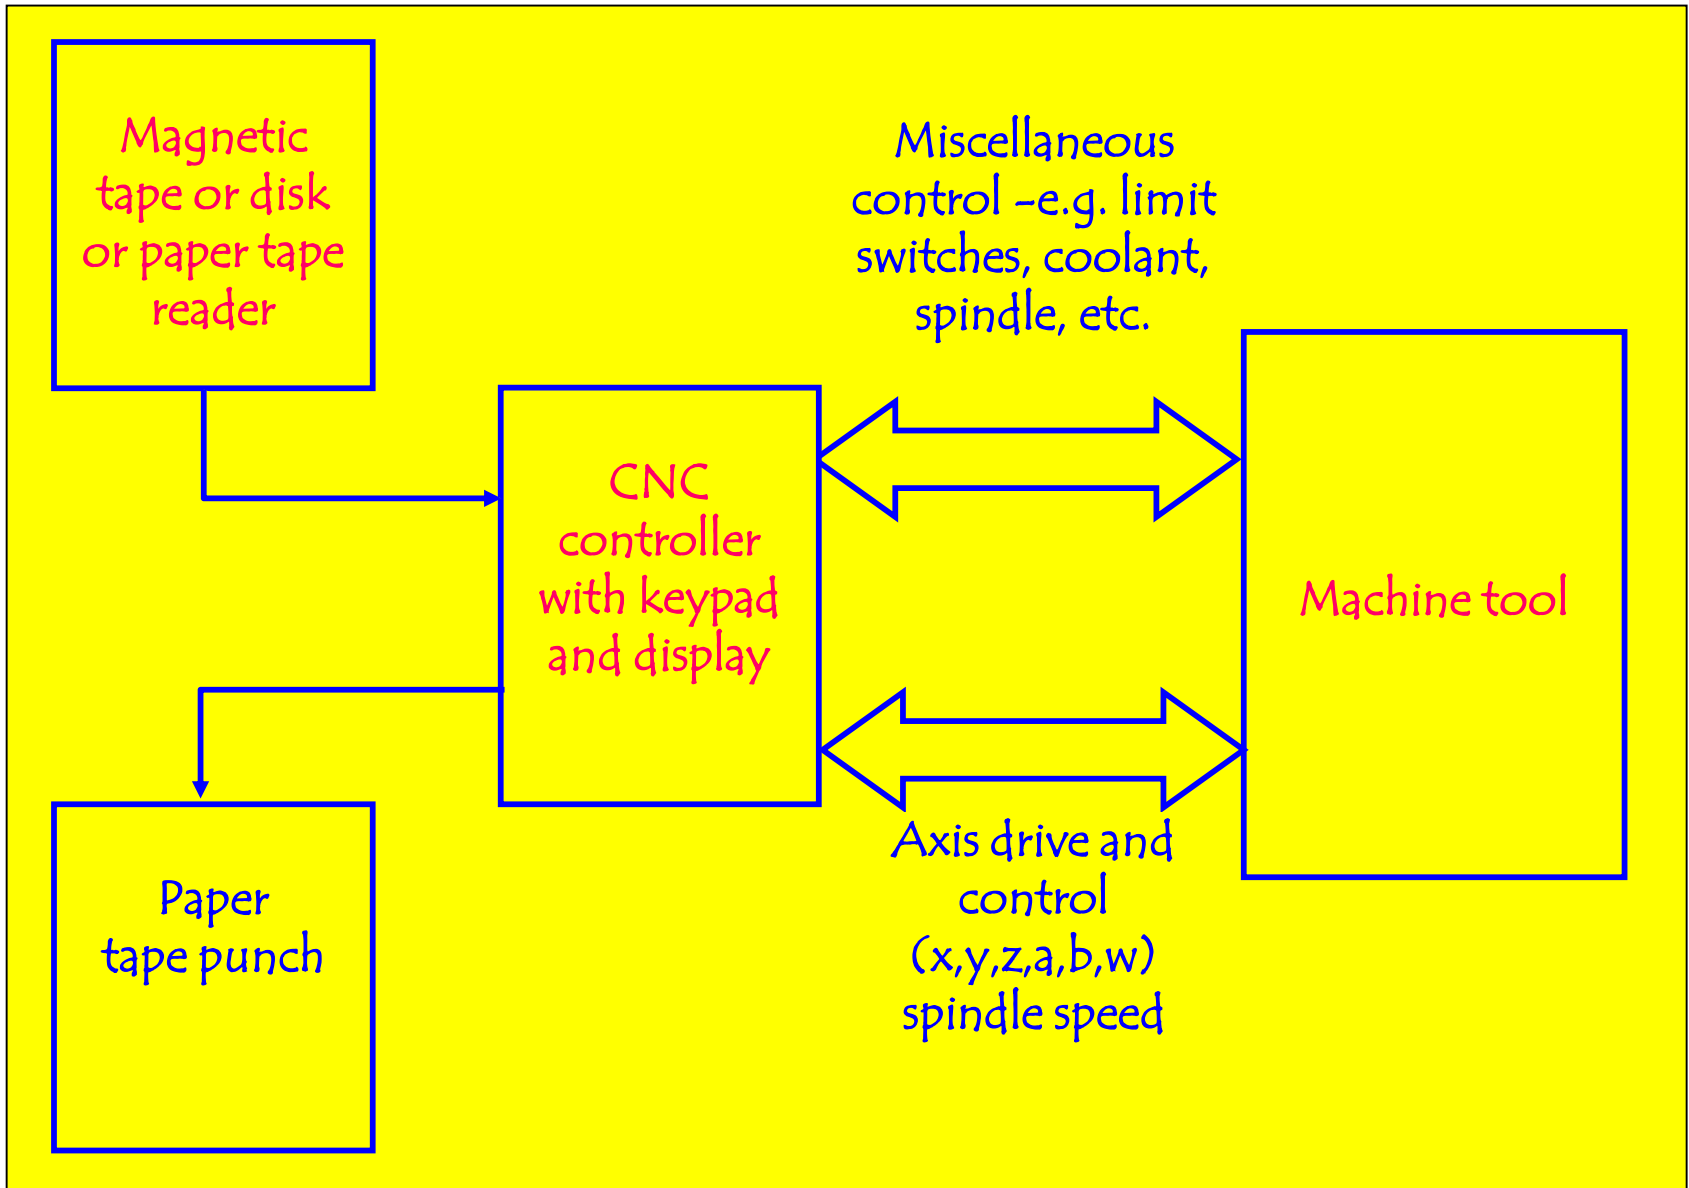 Magnetic
tape or disk
or paper tape
reader
Miscellaneous
control –e.g. limit
switches, coolant,
spindle, etc.
CNC
controller
with keypad
and display
Machine tool
Paper
tape punch
Axis drive and
control
(x,y,z,a,b,w)
spindle speed